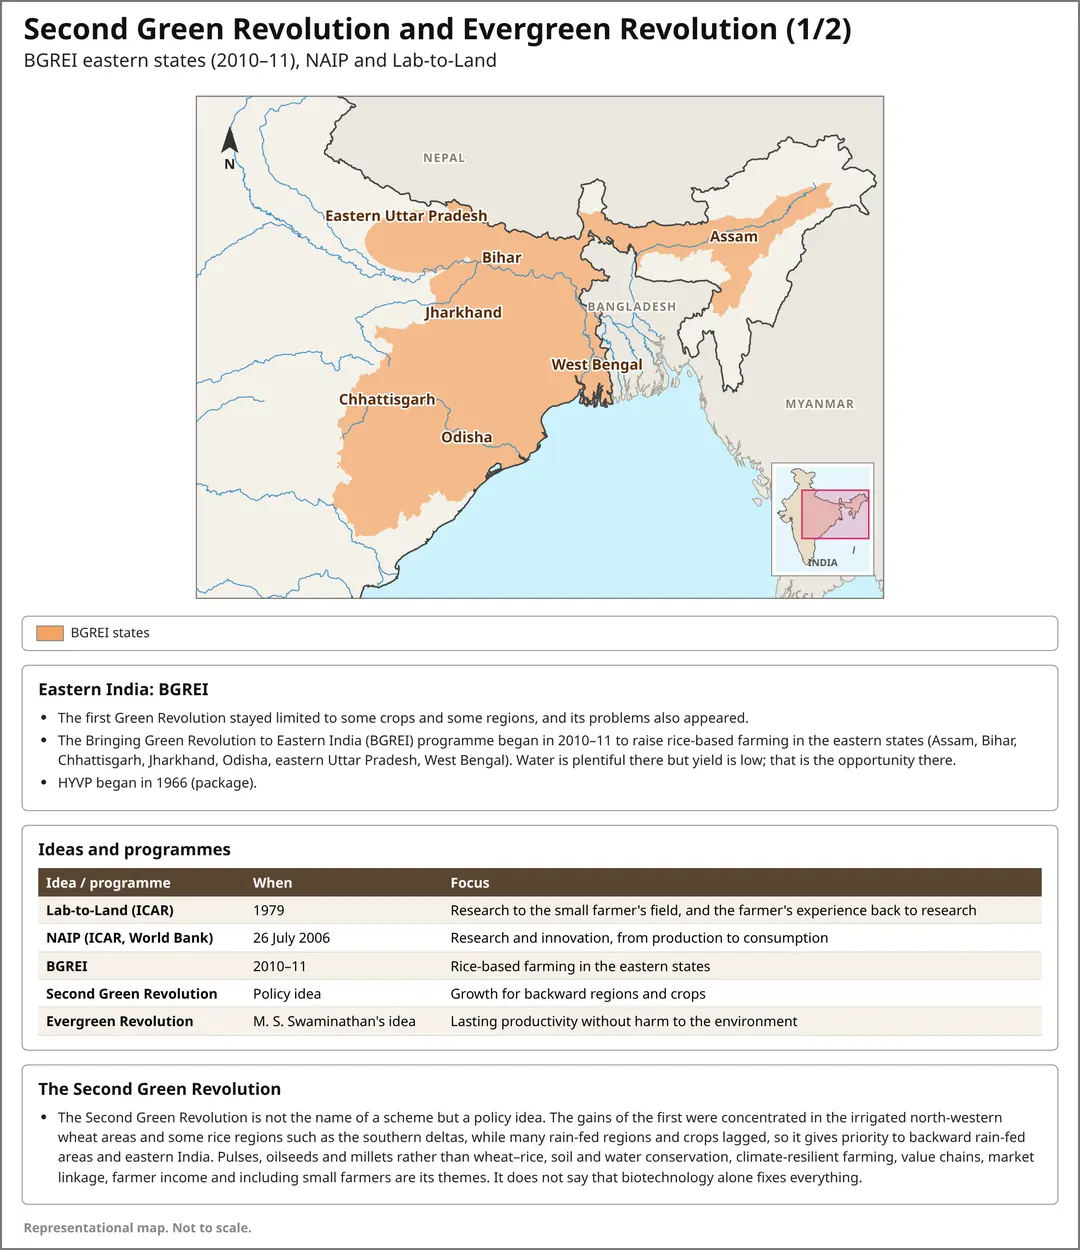 Second Green Revolution and Evergreen Revolution (1/2)
BGREI eastern states (2010–11), NAIP and Lab-to-Land
N
NEPAL
Eastern Uttar Pradesh
Assam
Bihar
BANGLADESH
Jharkhand
West Bengal
Chhattisgarh
MYANMAR
Odisha
INDIA
BGREI states
Eastern India: BGREI
• The first Green Revolution stayed limited to some crops and some regions, and its problems also appeared.
• The Bringing Green Revolution to Eastern India (BGREI) programme began in 2010–11 to raise rice-based farming in the eastern states (Assam, Bihar,
Chhattisgarh, Jharkhand, Odisha, eastern Uttar Pradesh, West Bengal). Water is plentiful there but yield is low; that is the opportunity there.
• HYVP began in 1966 (package).
Ideas and programmes
Idea / programme When Focus
Lab-to-Land (ICAR) 1979 Research to the small farmer's field, and the farmer's experience back to research
NAIP (ICAR, World Bank) 26 July 2006 Research and innovation, from production to consumption
BGREI 2010–11 Rice-based farming in the eastern states
Second Green Revolution Policy idea Growth for backward regions and crops
Evergreen Revolution M. S. Swaminathan's idea Lasting productivity without harm to the environment
The Second Green Revolution
• The Second Green Revolution is not the name of a scheme but a policy idea. The gains of the first were concentrated in the irrigated north-western
wheat areas and some rice regions such as the southern deltas, while many rain-fed regions and crops lagged, so it gives priority to backward rain-fed
areas and eastern India. Pulses, oilseeds and millets rather than wheat–rice, soil and water conservation, climate-resilient farming, value chains, market
linkage, farmer income and including small farmers are its themes. It does not say that biotechnology alone fixes everything.
Representational map. Not to scale.